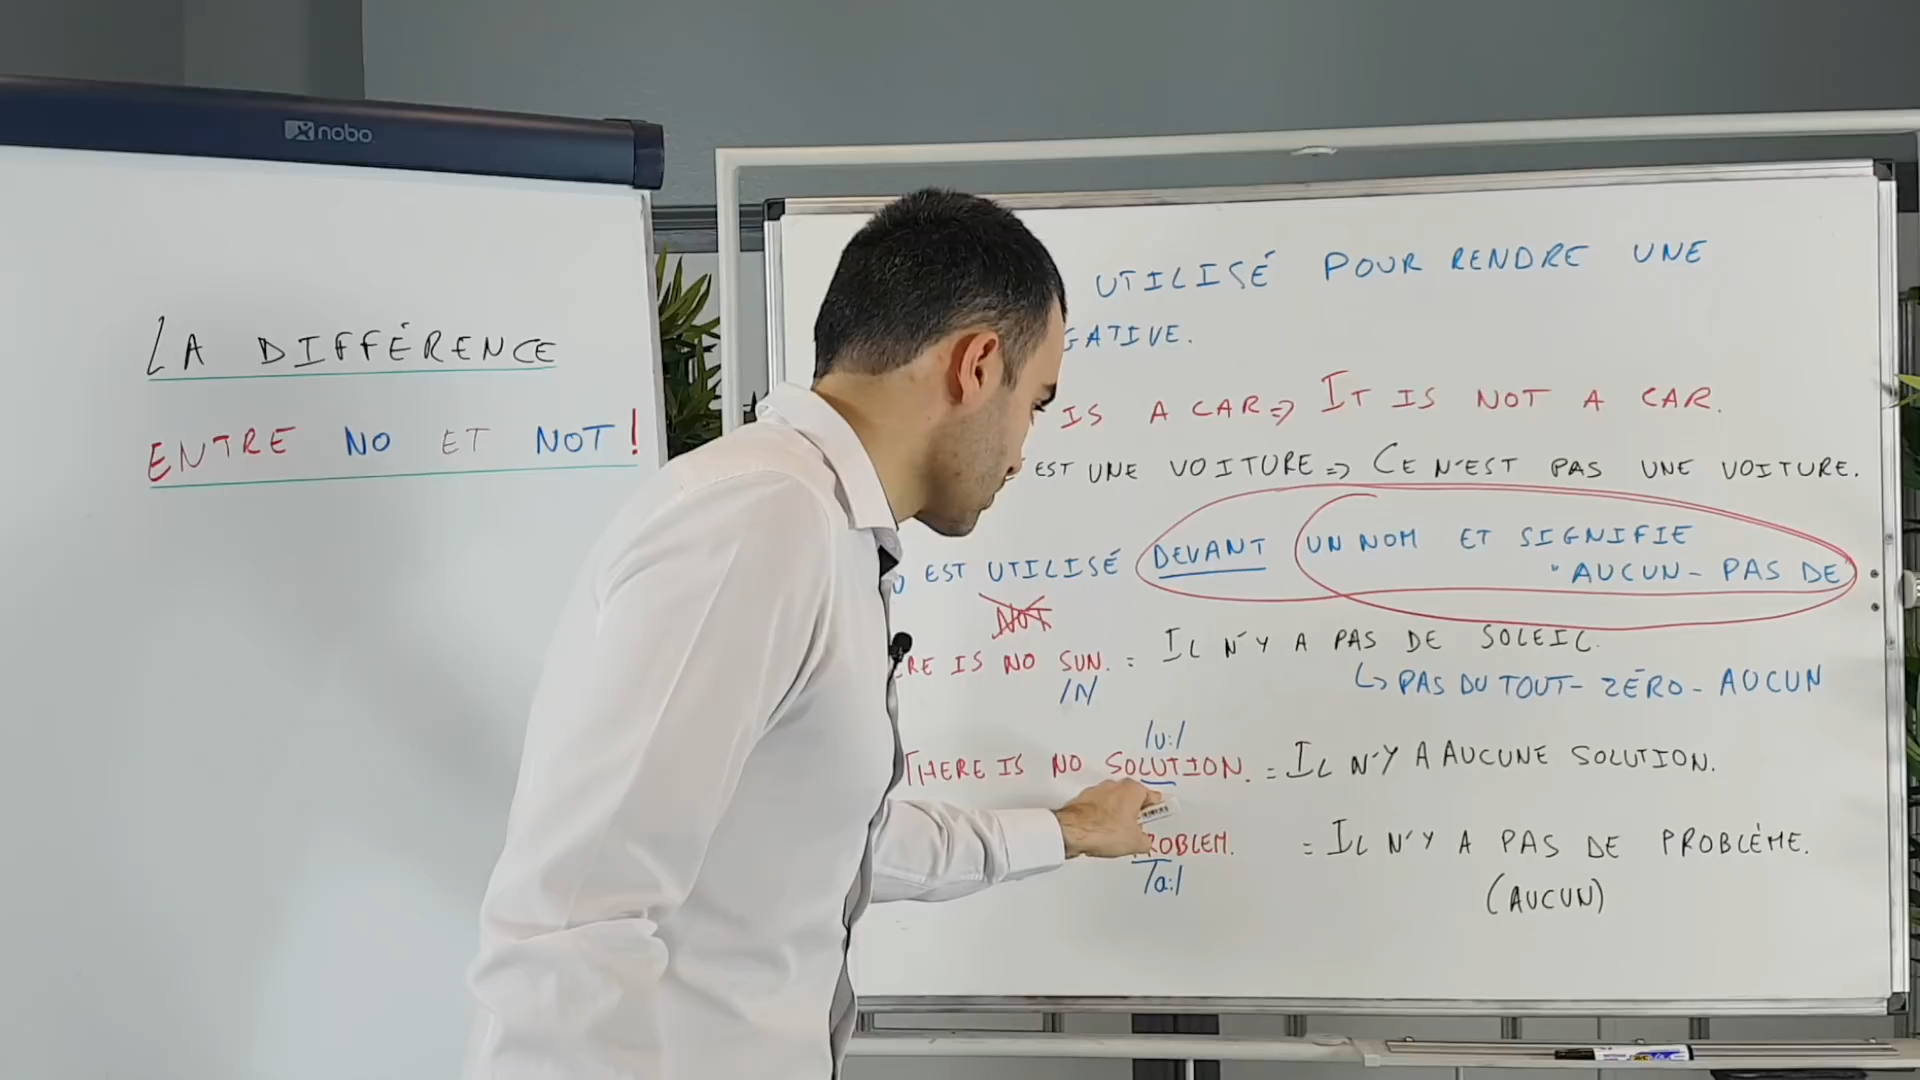 nobo
LA DIFFÉRENCE
ENTRE NO ET NOT!
UTILISÉ POUR RENDRE UNE
GATIVE.
IS A CAR => IT IS NOT A CAR.
EST UNE VOITURE => CE N'EST PAS UNE VOITURE.
EST UTILISÉ DEVANT UN NOM ET SIGNIFIE
"AUCUN - PAS DE
NOT
RE IS NO SUN. = IL N'Y A PAS DE SOLEIL.
/N/
↳ PAS DU TOUT - ZÉRO - AUCUN
/u:/
THERE IS NO SOLUTION. = IL N'Y A AUCUNE SOLUTION.
ROBLEM. = IL N'Y A PAS DE PROBLÈME.
/a:/
(AUCUN)